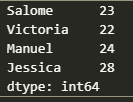 Salome 23
Victoria 22
Manuel 24
Jessica 28
dtype: int64